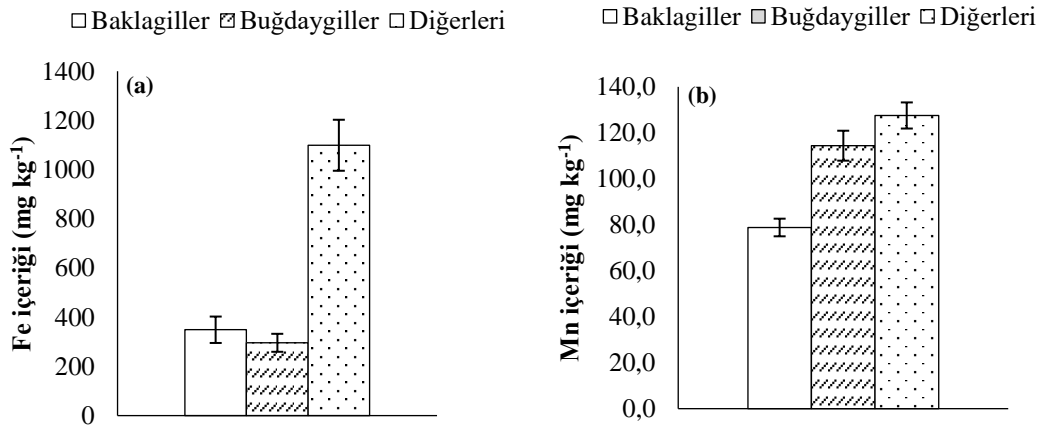 Baklagiller Buğdaygiller Diğerleri
(a)
Fe içeriği (mg kg-1)
1400
1200
1000
800
600
400
200
0
Baklagiller Buğdaygiller Diğerleri
(b)
Mn içeriği (mg kg-1)
140,0
120,0
100,0
80,0
60,0
40,0
20,0
0,0